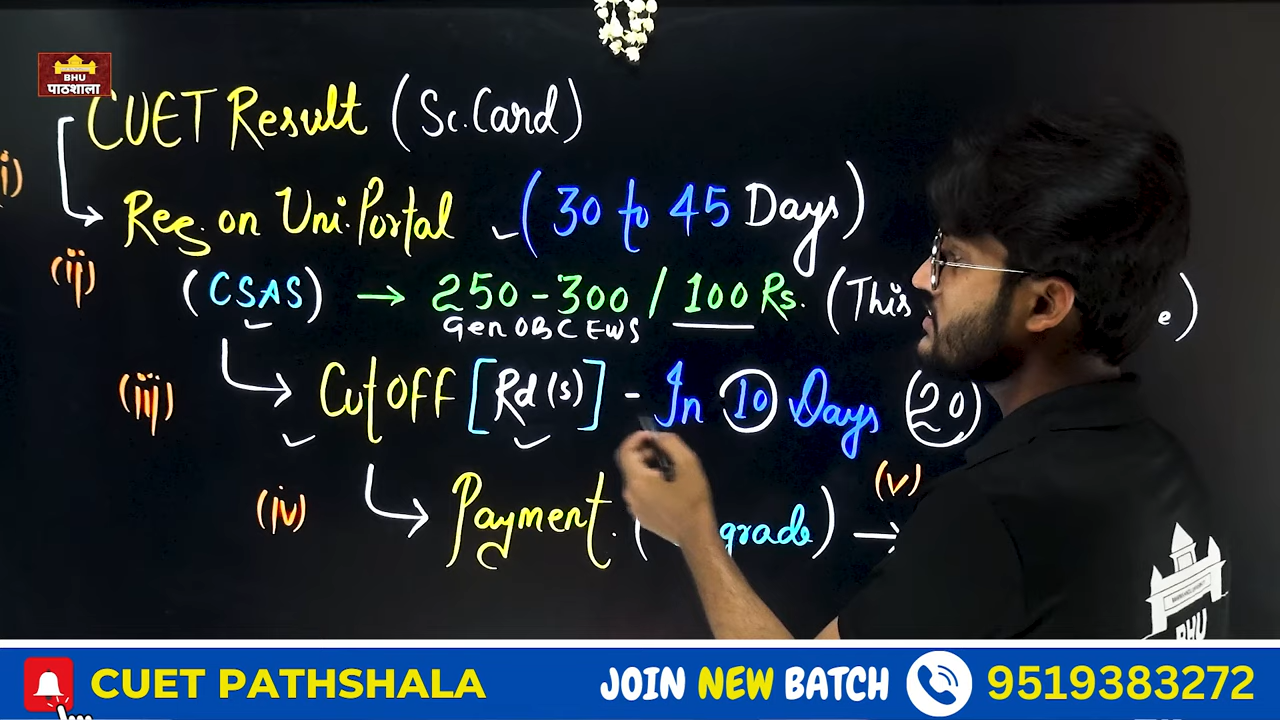 BHU
पाठशाला
CUET Result (Sc.Card)
(i)
Reg. on Uni.Portal (30 to 45 Days)
(ii)
(CSAS) → 250-300 / 100 Rs. (This e)
Gen OBC EWS
(iii) Cutoff [Rd(s)] - In 10 Days (20)
(iv) Payment. ( grade) →
(v)
BHU
CUET PATHSHALA JOIN NEW BATCH 9519383272